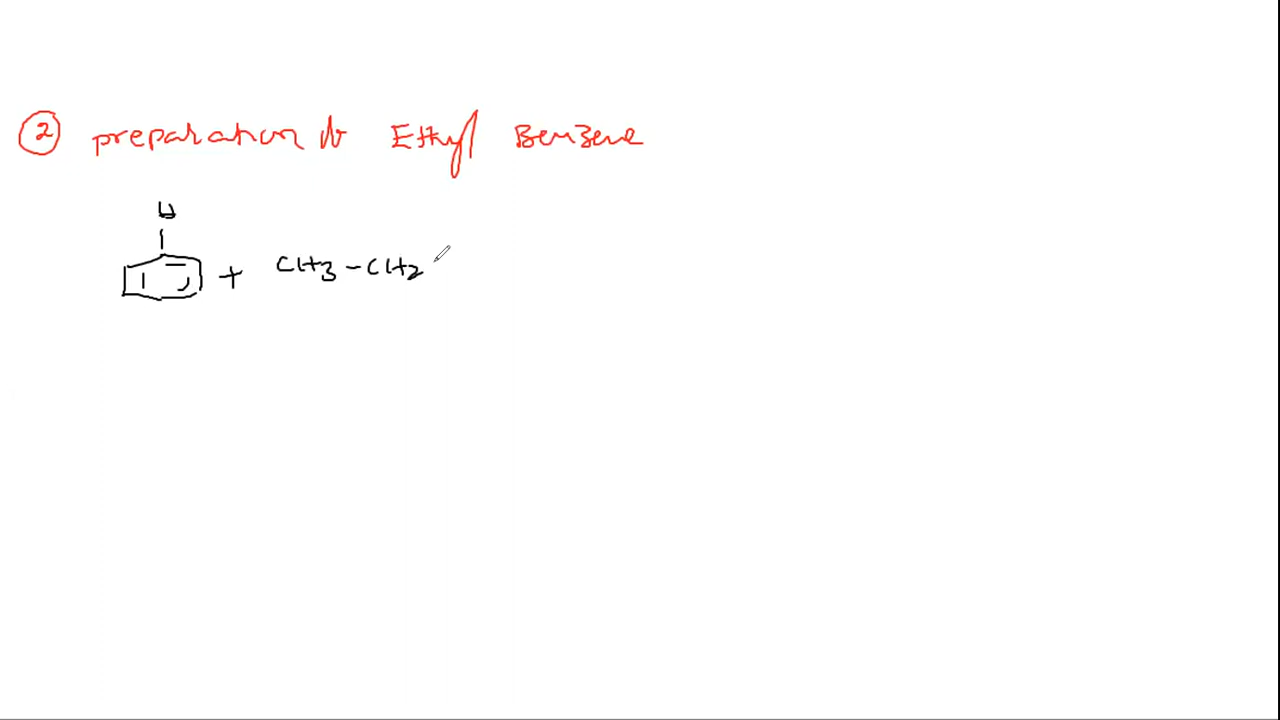 ② preparation of Ethyl Benzene
H
+ CH3-CH2